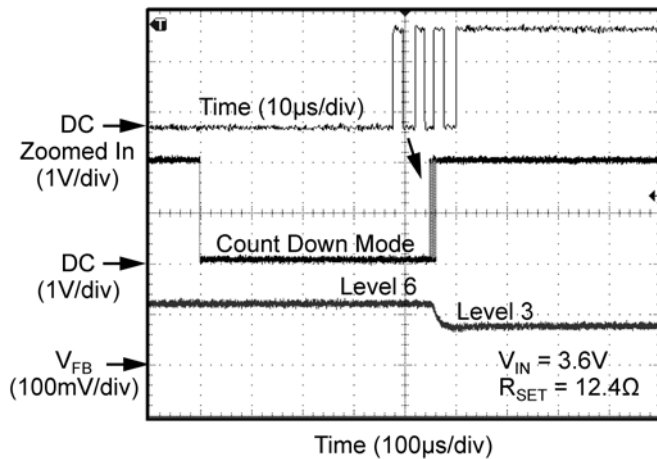 T
Time (10µs/div)
DC
Zoomed In
(1V/div)
Count Down Mode
DC
(1V/div)
Level 6
Level 3
V_FB
(100mV/div)
V_IN = 3.6V
R_SET = 12.4Ω
Time (100µs/div)